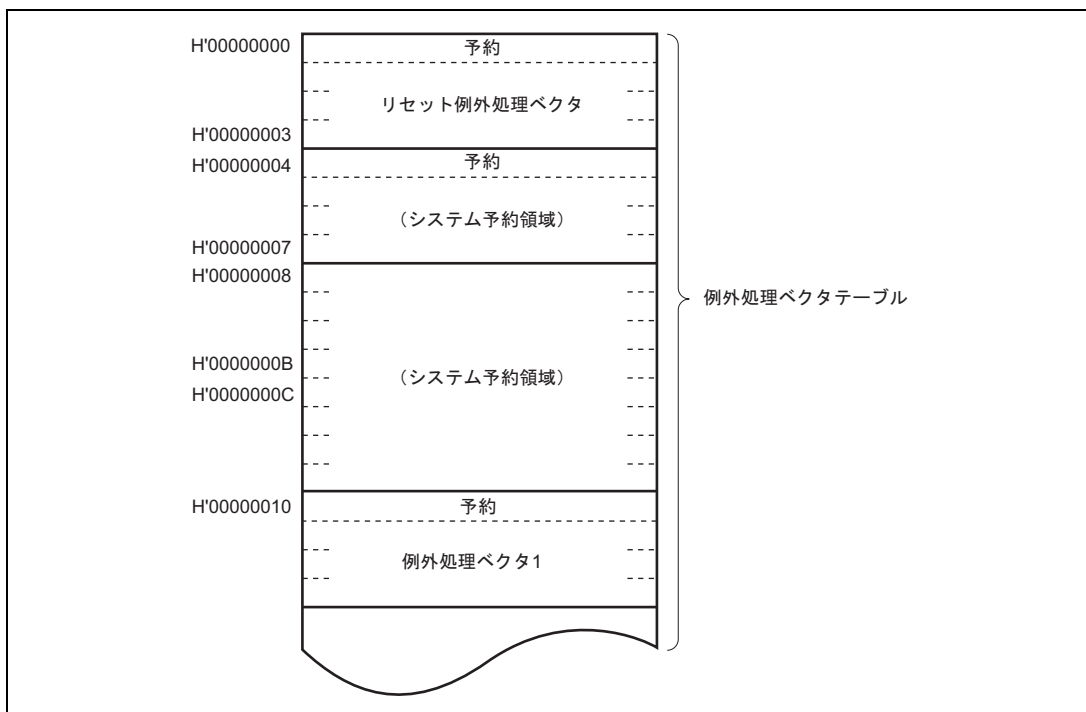 H'00000000
予約
リセット例外処理ベクタ
H'00000003
H'00000004
予約
(システム予約領域)
H'00000007
H'00000008
例外処理ベクタテーブル
H'0000000B
(システム予約領域)
H'0000000C
H'00000010
予約
例外処理ベクタ1